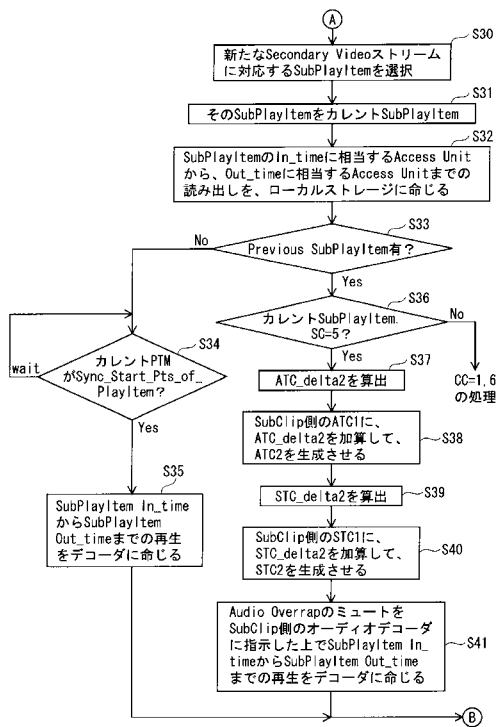 A
S30
新たなSecondary Videoストリーム
に対応するSubPlayItemを選択
S31
そのSubPlayItemをカレントSubPlayItem
S32
SubPlayItemのIn_timeに相当するAccess Unit
から、Out_timeに相当するAccess Unitまでの
読み出しを、ローカルストレージに命じる
S33
No
Previous SubPlayItem有？
Yes
S36
カレントSubPlayItem.
SC=5？
No
Yes
CC=1,6
の処理
S34
wait
カレントPTM
がSync_Start_Pts_of_
PlayItem？
Yes
S37
ATC_delta2を算出
S38
SubClip側のATC1に、
ATC_delta2を加算して、
ATC2を生成させる
S35
SubPlayItem In_time
からSubPlayItem
Out_timeまでの再生
をデコーダに命じる
S39
STC_delta2を算出
S40
SubClip側のSTC1に、
STC_delta2を加算して、
STC2を生成させる
S41
Audio Overrapのミュートを
SubClip側のオーディオデコーダ
に指示した上でSubPlayItem In_
timeからSubPlayItem Out_time
までの再生をデコーダに命じる
B